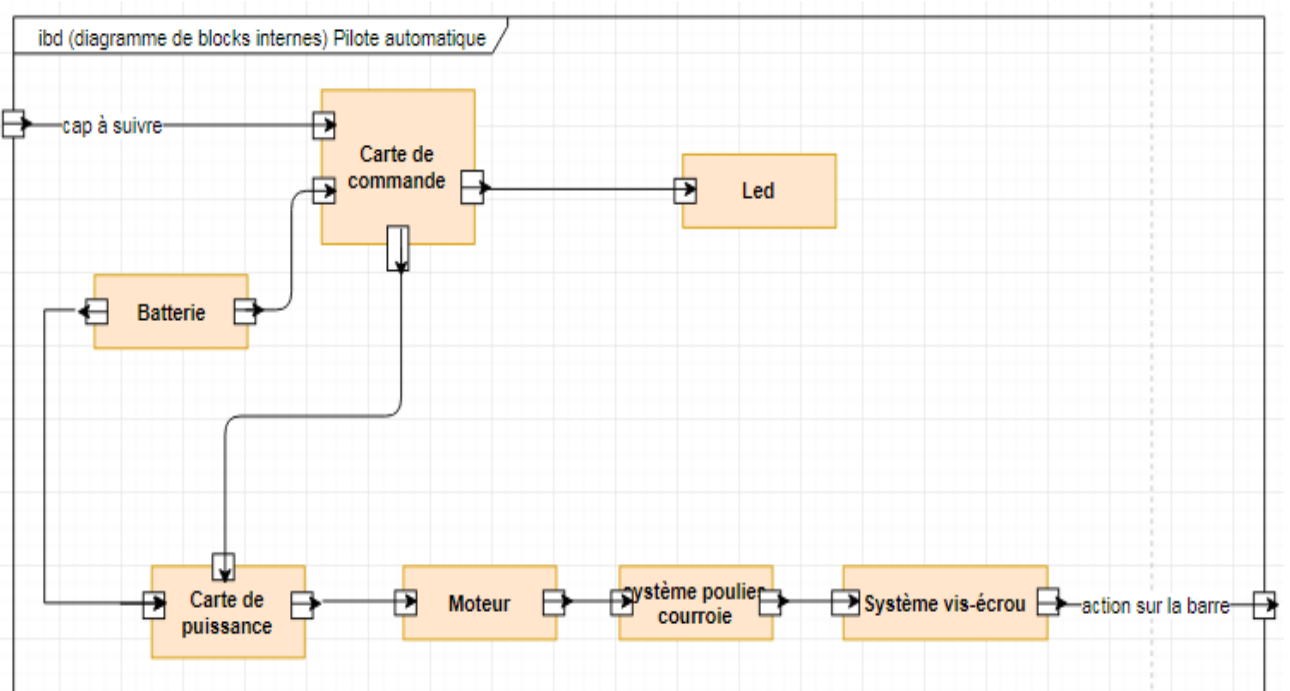 ibd (diagramme de blocks internes) Pilote automatique
cap à suivre
Carte de
commande
Led
Batterie
Carte de
puissance
Moteur
système poulies
courroie
Système vis-écrou
action sur la barre